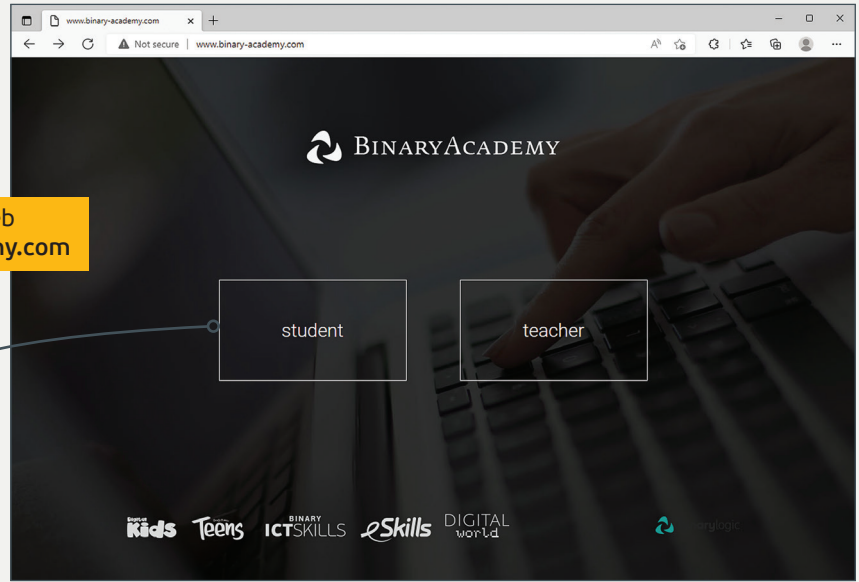 www.binary-academy.com
Not secure | www.binary-academy.com
BINARYACADEMY
my.com
student
teacher
Kids
Teens
BINARY
ICTSKILLS
eSkills
DIGITAL
world